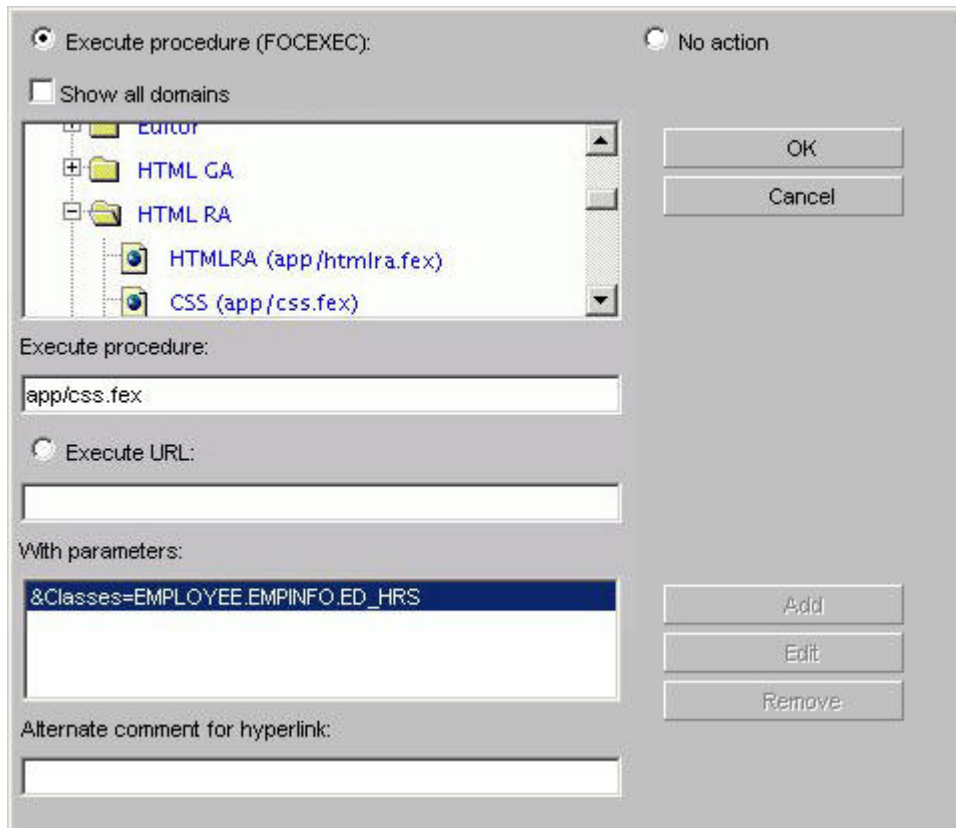 Execute procedure (FOCEXEC):
No action
Show all domains
Editor
HTML GA
OK
HTML RA
Cancel
HTMLRA (app/htmlra.fex)
CSS (app/css.fex)
Execute procedure:
app/css.fex
Execute URL:
With parameters:
&Classes=EMPLOYEE.EMPINFO.ED_HRS
Add
Edit
Remove
Alternate comment for hyperlink: